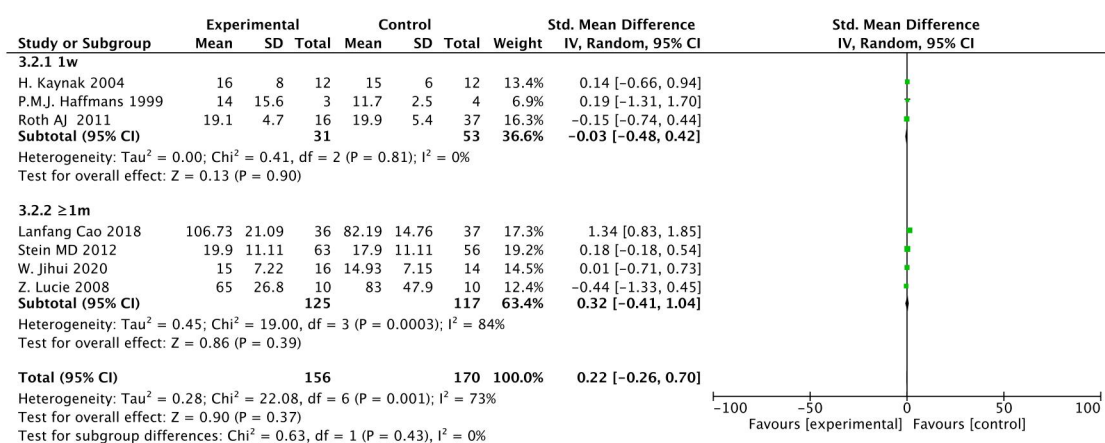 Experimental Control Std. Mean Difference Std. Mean Difference
Study or Subgroup Mean SD Total Mean SD Total Weight IV, Random, 95% CI IV, Random, 95% CI
3.2.1 1w
H. Kaynak 2004 16 8 12 15 6 12 13.4% 0.14 [−0.66, 0.94]
P.M.J. Haffmans 1999 14 15.6 3 11.7 2.5 4 6.9% 0.19 [−1.31, 1.70]
Roth AJ 2011 19.1 4.7 16 19.9 5.4 37 16.3% −0.15 [−0.74, 0.44]
Subtotal (95% CI) 31 53 36.6% −0.03 [−0.48, 0.42]
Heterogeneity: Tau² = 0.00; Chi² = 0.41, df = 2 (P = 0.81); I² = 0%
Test for overall effect: Z = 0.13 (P = 0.90)
3.2.2 ≥1m
Lanfang Cao 2018 106.73 21.09 36 82.19 14.76 37 17.3% 1.34 [0.83, 1.85]
Stein MD 2012 19.9 11.11 63 17.9 11.11 56 19.2% 0.18 [−0.18, 0.54]
W. Jihui 2020 15 7.22 16 14.93 7.15 14 14.5% 0.01 [−0.71, 0.73]
Z. Lucie 2008 65 26.8 10 83 47.9 10 12.4% −0.44 [−1.33, 0.45]
Subtotal (95% CI) 125 117 63.4% 0.32 [−0.41, 1.04]
Heterogeneity: Tau² = 0.45; Chi² = 19.00, df = 3 (P = 0.0003); I² = 84%
Test for overall effect: Z = 0.86 (P = 0.39)
Total (95% CI) 156 170 100.0% 0.22 [−0.26, 0.70]
Heterogeneity: Tau² = 0.28; Chi² = 22.08, df = 6 (P = 0.001); I² = 73%
Test for overall effect: Z = 0.90 (P = 0.37)
Test for subgroup differences: Chi² = 0.63, df = 1 (P = 0.43), I² = 0%
−100 −50 0 50 100
Favours [experimental] Favours [control]